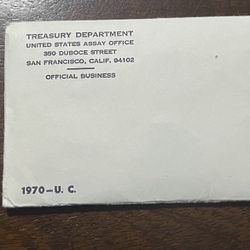 TREASURY DEPARTMENT
UNITED STATES ASSAY OFFICE
350 DUBOCE STREET
SAN FRANCISCO, CALIF. 94102
OFFICIAL BUSINESS
1970-U. C.